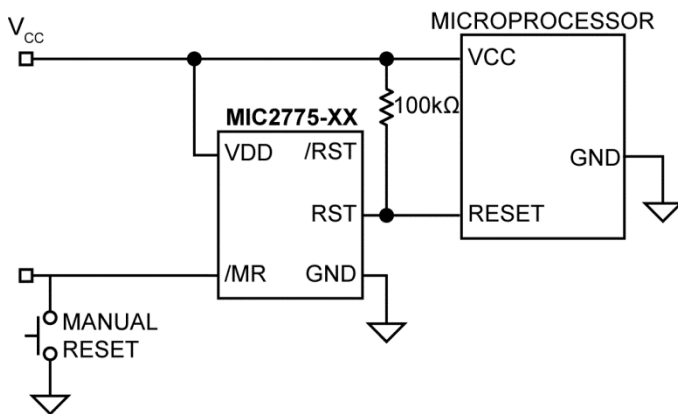 MICROPROCESSOR
V_CC
VCC
100kΩ
MIC2775-XX
VDD
/RST
GND
RST
RESET
/MR
GND
MANUAL
RESET